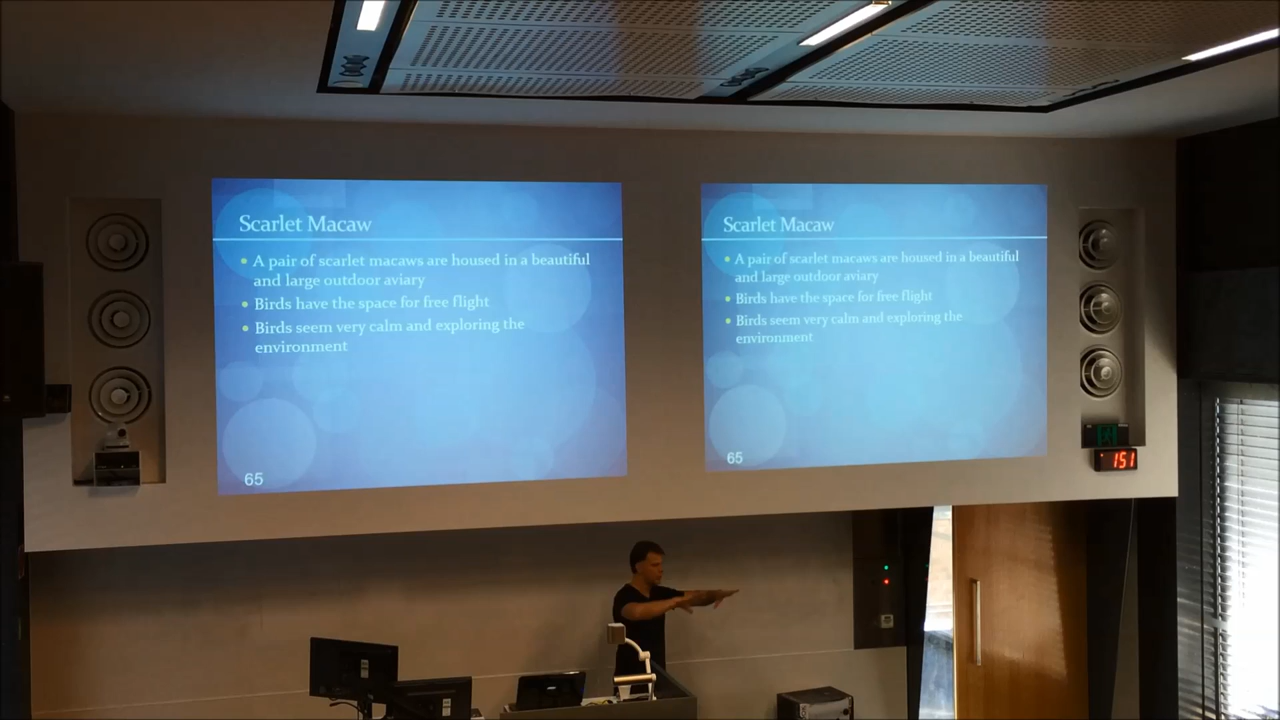 Scarlet Macaw
A pair of scarlet macaws are housed in a beautiful
and large outdoor aviary
Birds have the space for free flight
Birds seem very calm and exploring the
environment
65
Scarlet Macaw
A pair of scarlet macaws are housed in a beautiful
and large outdoor aviary
Birds have the space for free flight
Birds seem very calm and exploring the
environment
65
151